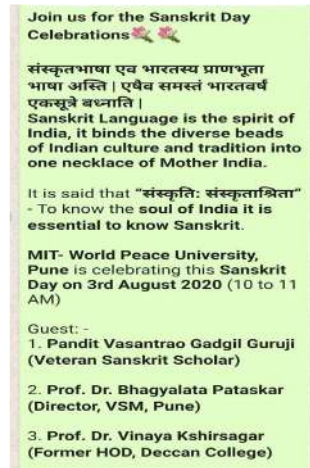 Join us for the Sanskrit Day
Celebrations
संस्कृतभाषा एव भारतस्य प्राणभूता
भाषा अस्ति | एषैव समस्तं भारतवर्षं
एकसूत्रे बध्नाति |
Sanskrit Language is the spirit of
India, it binds the diverse beads
of Indian culture and tradition into
one necklace of Mother India.
It is said that "संस्कृति: संस्कृताश्रिता"
- To know the soul of India it is
essential to know Sanskrit.
MIT- World Peace University,
Pune is celebrating this Sanskrit
Day on 3rd August 2020 (10 to 11
AM)
Guest: -
1. Pandit Vasantrao Gadgil Guruji
(Veteran Sanskrit Scholar)
2. Prof. Dr. Bhagyalata Pataskar
(Director, VSM, Pune)
3. Prof. Dr. Vinaya Kshirsagar
(Former HOD, Deccan College)